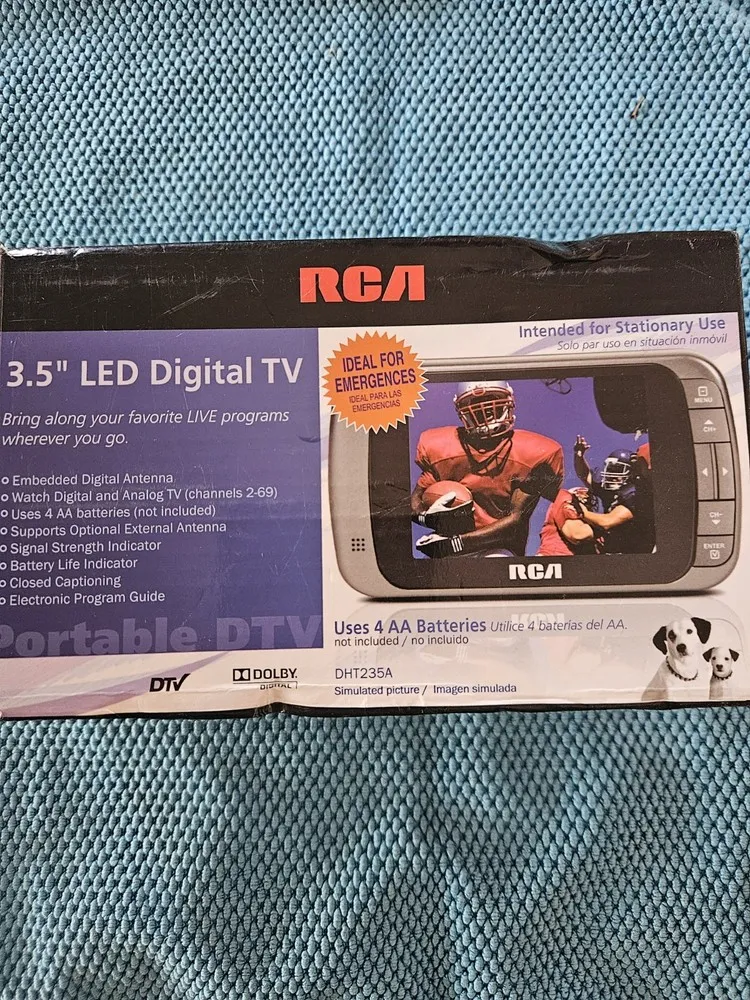 RCA
Intended for Stationary Use
Solo par uso en situación inmóvil
3.5" LED Digital TV
Bring along your favorite LIVE programs
wherever you go.
Embedded Digital Antenna
Watch Digital and Analog TV (channels 2-69)
Uses 4 AA batteries (not included)
Supports Optional External Antenna
Signal Strength Indicator
Battery Life Indicator
Closed Captioning
Electronic Program Guide
Portable DTV
DTV
DOLBY
DIGITAL
IDEAL FOR
EMERGENCES
IDEAL PARA LAS
EMERGENCIAS
MENU
CH+
CH-
ENTER
RCA
Uses 4 AA Batteries Utilice 4 baterías del AA.
not included / no incluido
DHT235A
Simulated picture / Imagen simulada